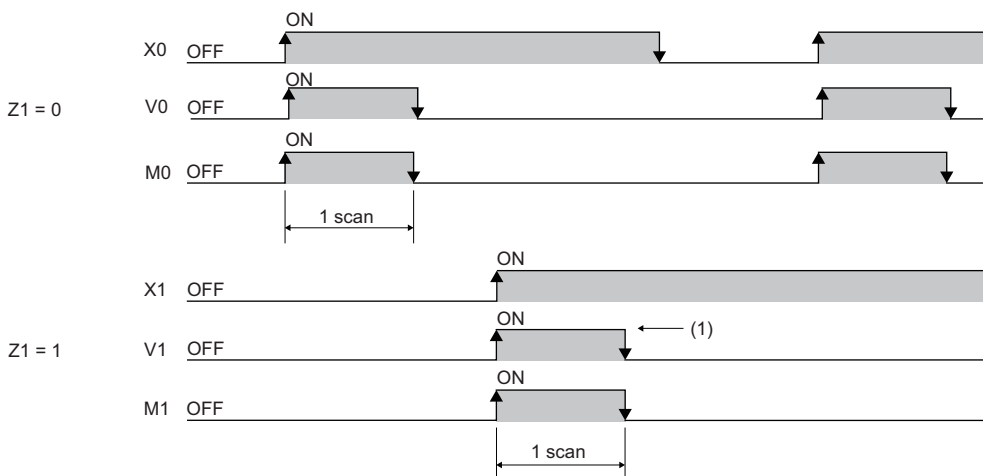 ON
X0 OFF
ON
Z1 = 0 V0 OFF
ON
M0 OFF
1 scan
ON
X1 OFF
ON
(1)
Z1 = 1 V1 OFF
ON
M1 OFF
1 scan